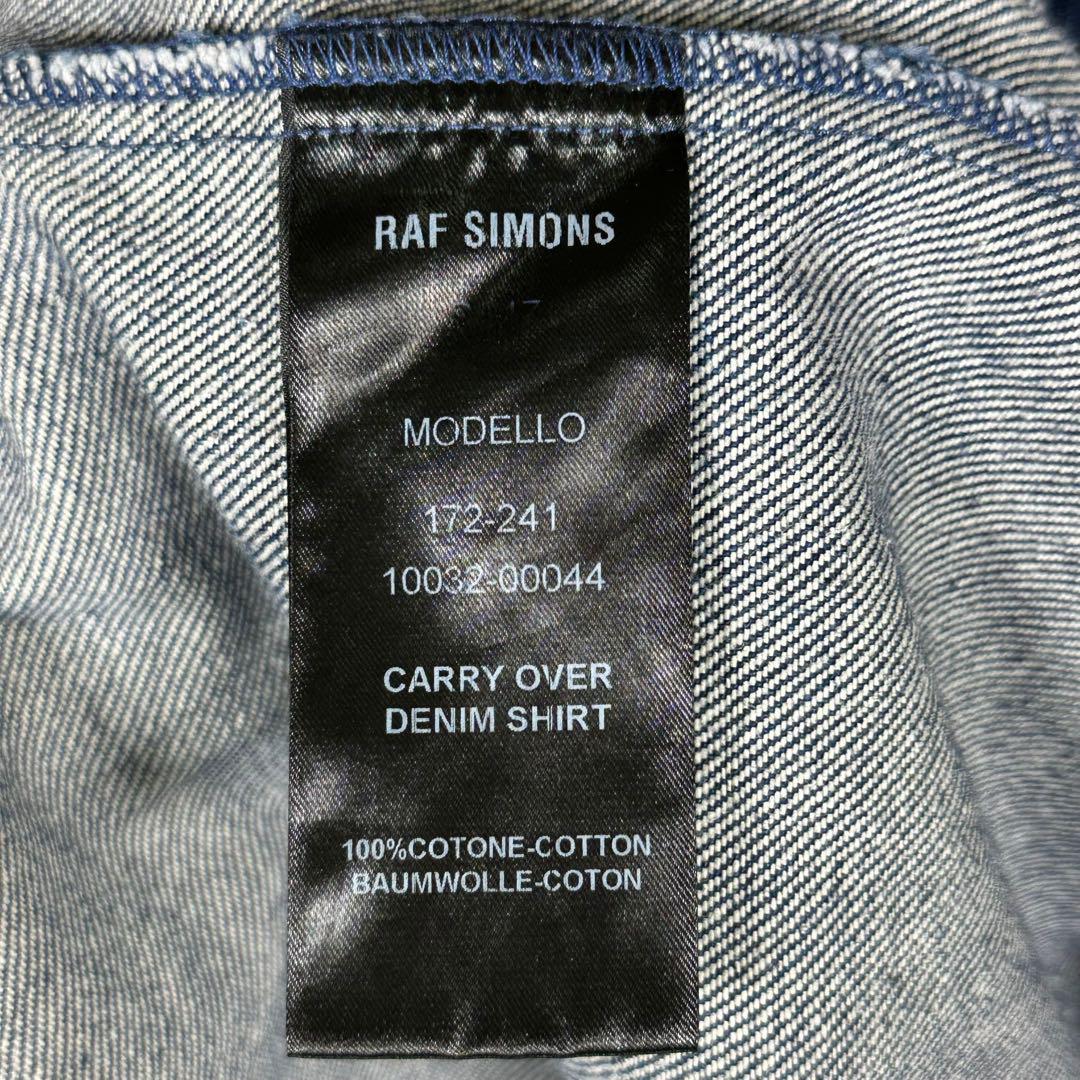 RAF SIMONS
MODELLO
172-241
10032-00044
CARRY OVER
DENIM SHIRT
100%COTONE-COTTON
BAUMWOLLE-COTON